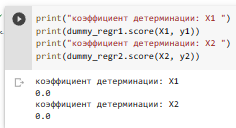 print("коэффициент детерминации: X1 ")
print(dummy_regr1.score(X1, y1))
print("коэффициент детерминации: X2 ")
print(dummy_regr2.score(X2, y2))
коэффициент детерминации: X1
0.0
коэффициент детерминации: X2
0.0